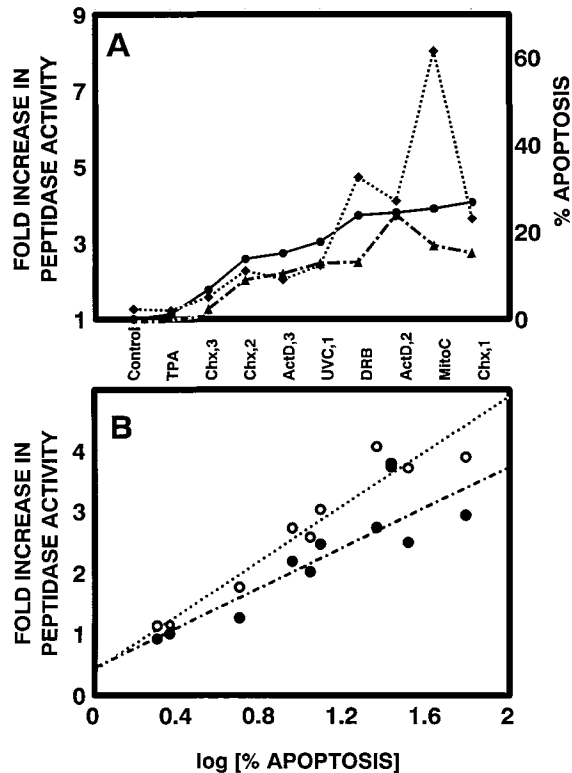 A
FOLD INCREASE IN
PEPTIDASE ACTIVITY
9
7
5
3
1
60
40
20
0
% APOPTOSIS
Control
TPA
Chx,3
Chx,2
ActD,3
UVC,1
DRB
ActD,2
MitoC
Chx,1
B
FOLD INCREASE IN
PEPTIDASE ACTIVITY
4
3
2
1
0
0 0.4 0.8 1.2 1.6 2
log [% APOPTOSIS]